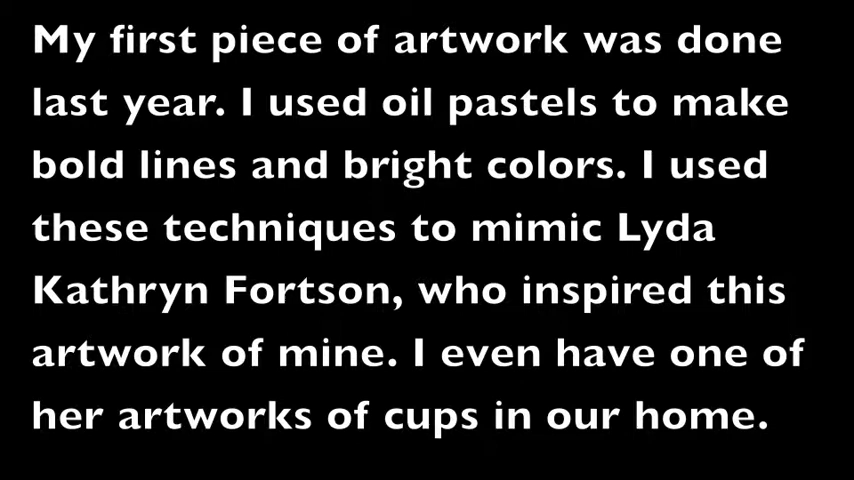 My first piece of artwork was done
last year. I used oil pastels to make
bold lines and bright colors. I used
these techniques to mimic Lyda
Kathryn Fortson, who inspired this
artwork of mine. I even have one of
her artworks of cups in our home.